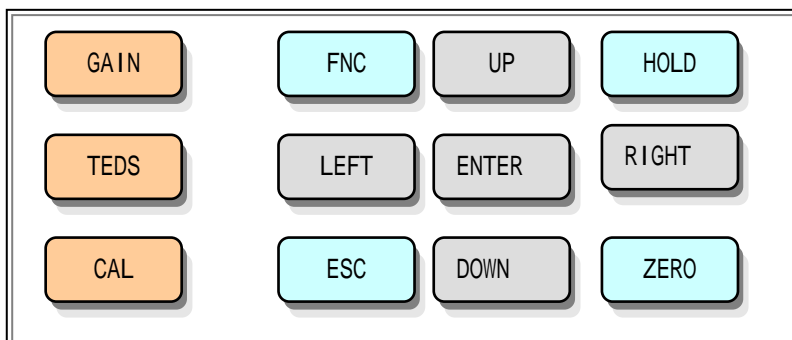 GAIN FNC UP HOLD
TEDS LEFT ENTER RIGHT
CAL ESC DOWN ZERO